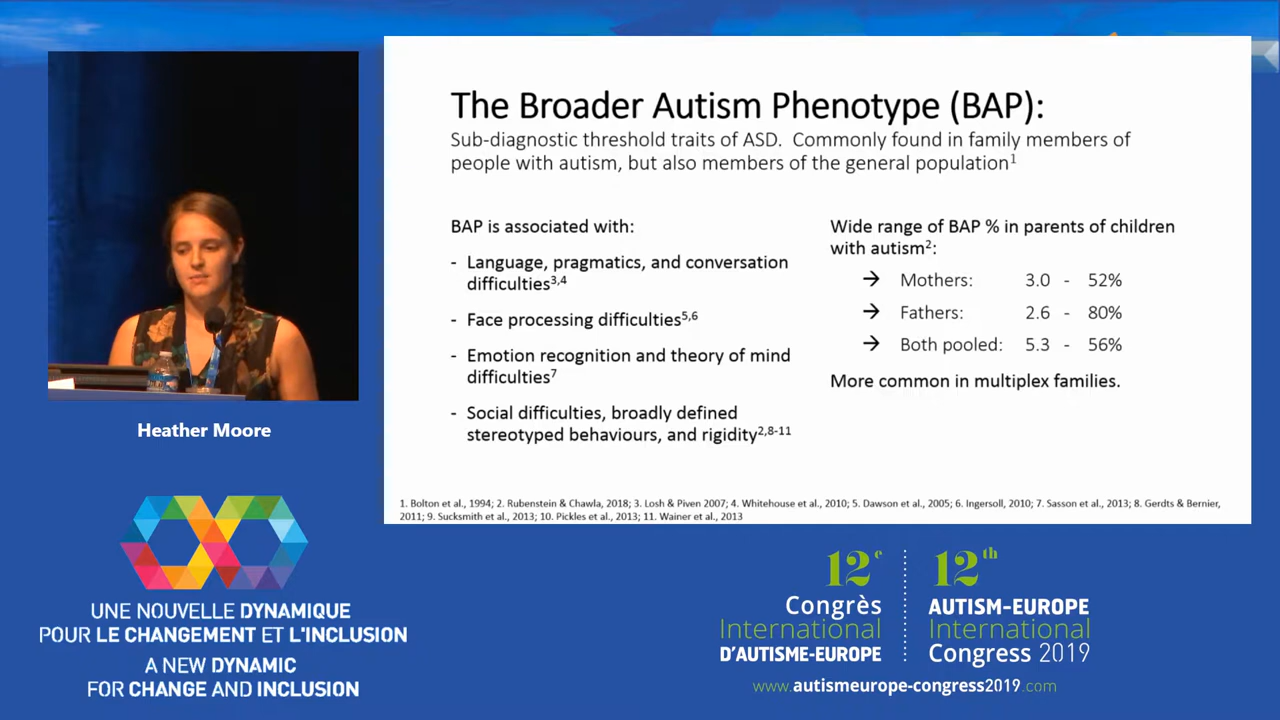 The Broader Autism Phenotype (BAP):
Sub-diagnostic threshold traits of ASD.  Commonly found in family members of
people with autism, but also members of the general population1
BAP is associated with:
- Language, pragmatics, and conversation
difficulties3,4
- Face processing difficulties5,6
- Emotion recognition and theory of mind
difficulties7
- Social difficulties, broadly defined
stereotyped behaviours, and rigidity2,8-11
Wide range of BAP % in parents of children
with autism2:
→ Mothers: 3.0 - 52%
→ Fathers: 2.6 - 80%
→ Both pooled: 5.3 - 56%
More common in multiplex families.
1. Bolton et al., 1994; 2. Rubenstein & Chawla, 2018; 3. Losh & Piven 2007; 4. Whitehouse et al., 2010; 5. Dawson et al., 2005; 6. Ingersoll, 2010; 7. Sasson et al., 2013; 8. Gerdts & Bernier,
2011; 9. Sucksmith et al., 2013; 10. Pickles et al., 2013; 11. Wainer et al., 2013
Heather Moore
UNE NOUVELLE DYNAMIQUE
POUR LE CHANGEMENT ET L'INCLUSION
A NEW DYNAMIC
FOR CHANGE AND INCLUSION
12e
Congrès
International
D'AUTISME-EUROPE
12th
AUTISM-EUROPE
International
Congress 2019
www.autismeurope-congress2019.com